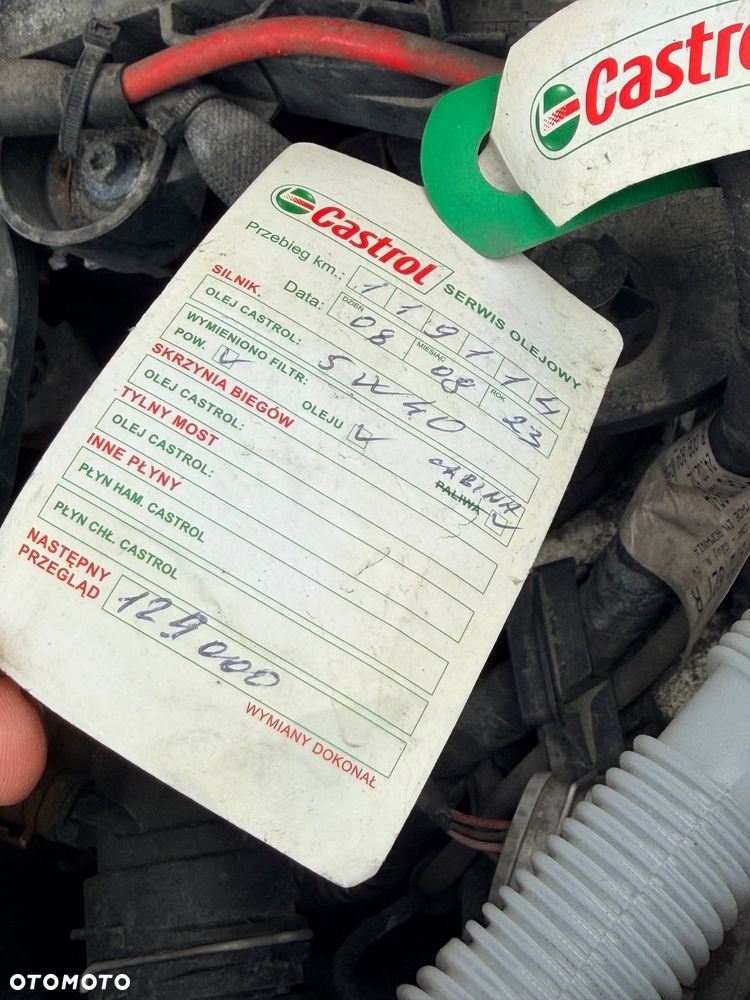 Castrol
Castrol
SERWIS OLEJOWY
Przebieg km.: 119114
DZIEŃ MIESIĄC ROK
Data: 08 08 23
SILNIK
OLEJ CASTROL: 5W40
WYMIENIONO FILTR:
POW. V OLEJU V CABINA PALIWA V
SKRZYNIA BIEGÓW
OLEJ CASTROL:
TYLNY MOST
OLEJ CASTROL:
INNE PŁYNY
PŁYN HAM. CASTROL
PŁYN CHŁ. CASTROL
NASTĘPNY
PRZEGLĄD 129000
WYMIANY DOKONAŁ
OTOMOTO